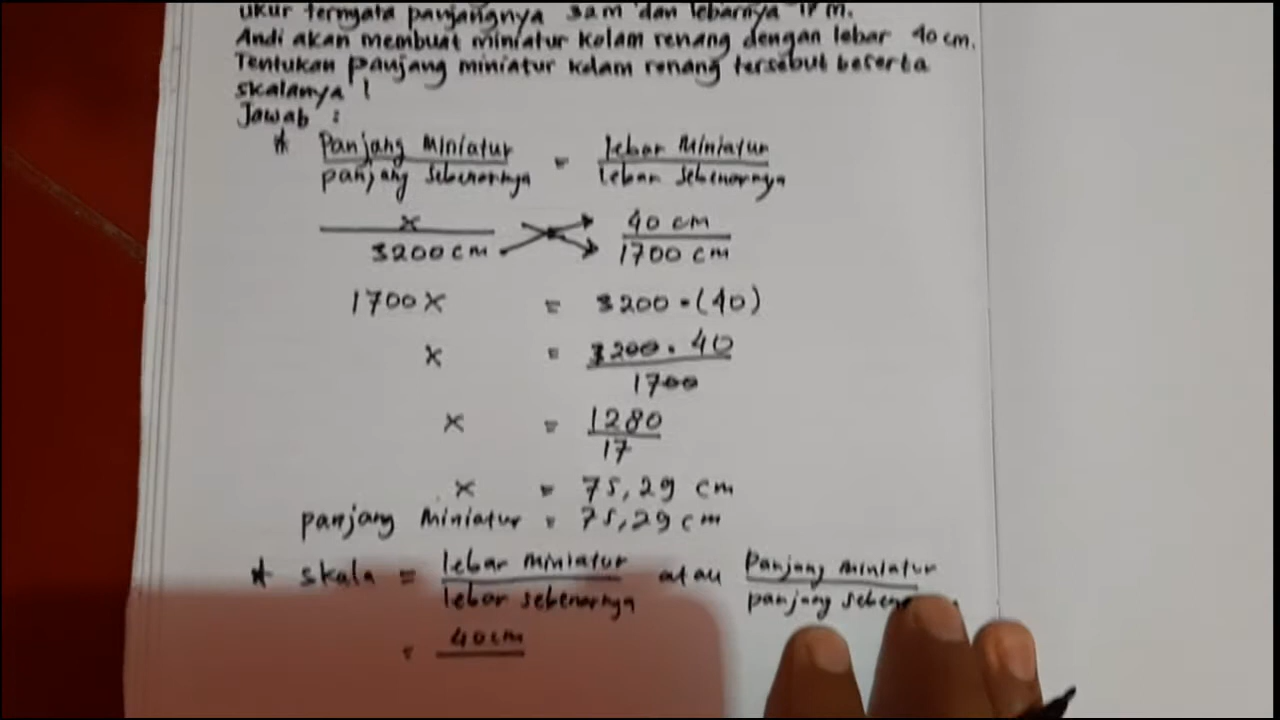 ukur ternyata panjangnya 32m dan lebarnya 17 m.
Andi akan membuat miniatur kolam renang dengan lebar 40 cm.
Tentukan panjang miniatur kolam renang tersebut beserta
skalanya !
Jawab :
* Panjang Miniatur = lebar Miniatur
panjang sebenarnya lebar sebenarnya
x 40 cm
3200 cm 1700 cm
1700 x = 3200 • (40)
x = 3200 . 40
1700
x = 1280
17
x = 75,29 cm
panjang Miniatur = 75,29 cm
* skala = lebar miniatur atau Panjang miniatur
lebar sebenarnya panjang
= 40 cm